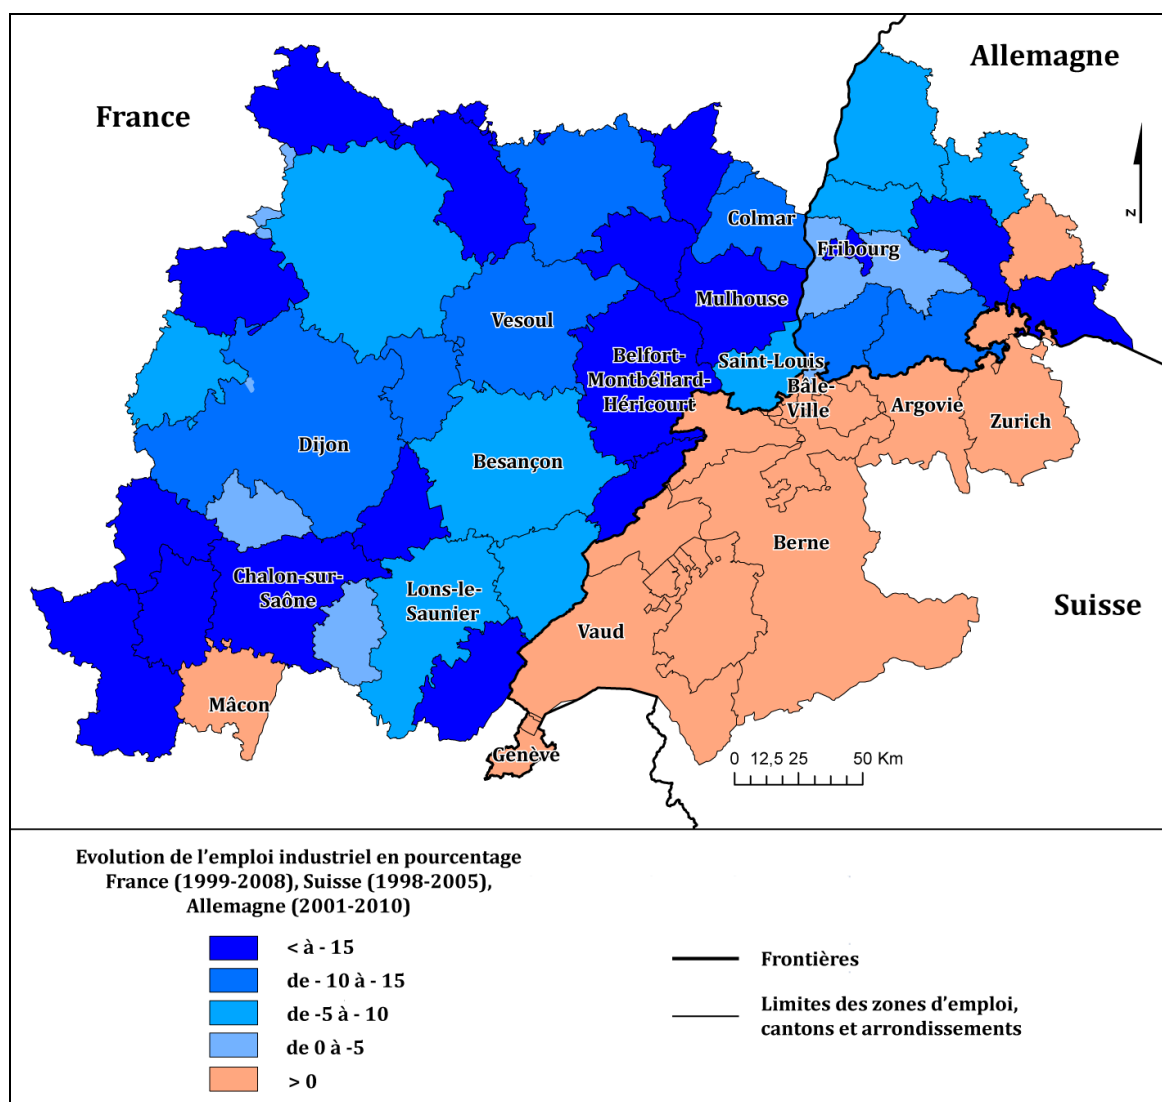 Allemagne
France
N
Colmar
Fribourg
Mulhouse
Vesoul
Belfort-
Montbéliard-
Héricourt
Saint-Louis
Bâle-
Ville
Argovie
Zurich
Dijon
Besançon
Berne
Chalon-sur-
Saône
Lons-le-
Saunier
Vaud
Suisse
Mâcon
Genève
0 12,5 25 50 Km
Evolution de l'emploi industriel en pourcentage
France (1999-2008), Suisse (1998-2005),
Allemagne (2001-2010)
< à - 15
de - 10 à - 15
de -5 à - 10
de 0 à -5
> 0
Frontières
Limites des zones d'emploi,
cantons et arrondissements